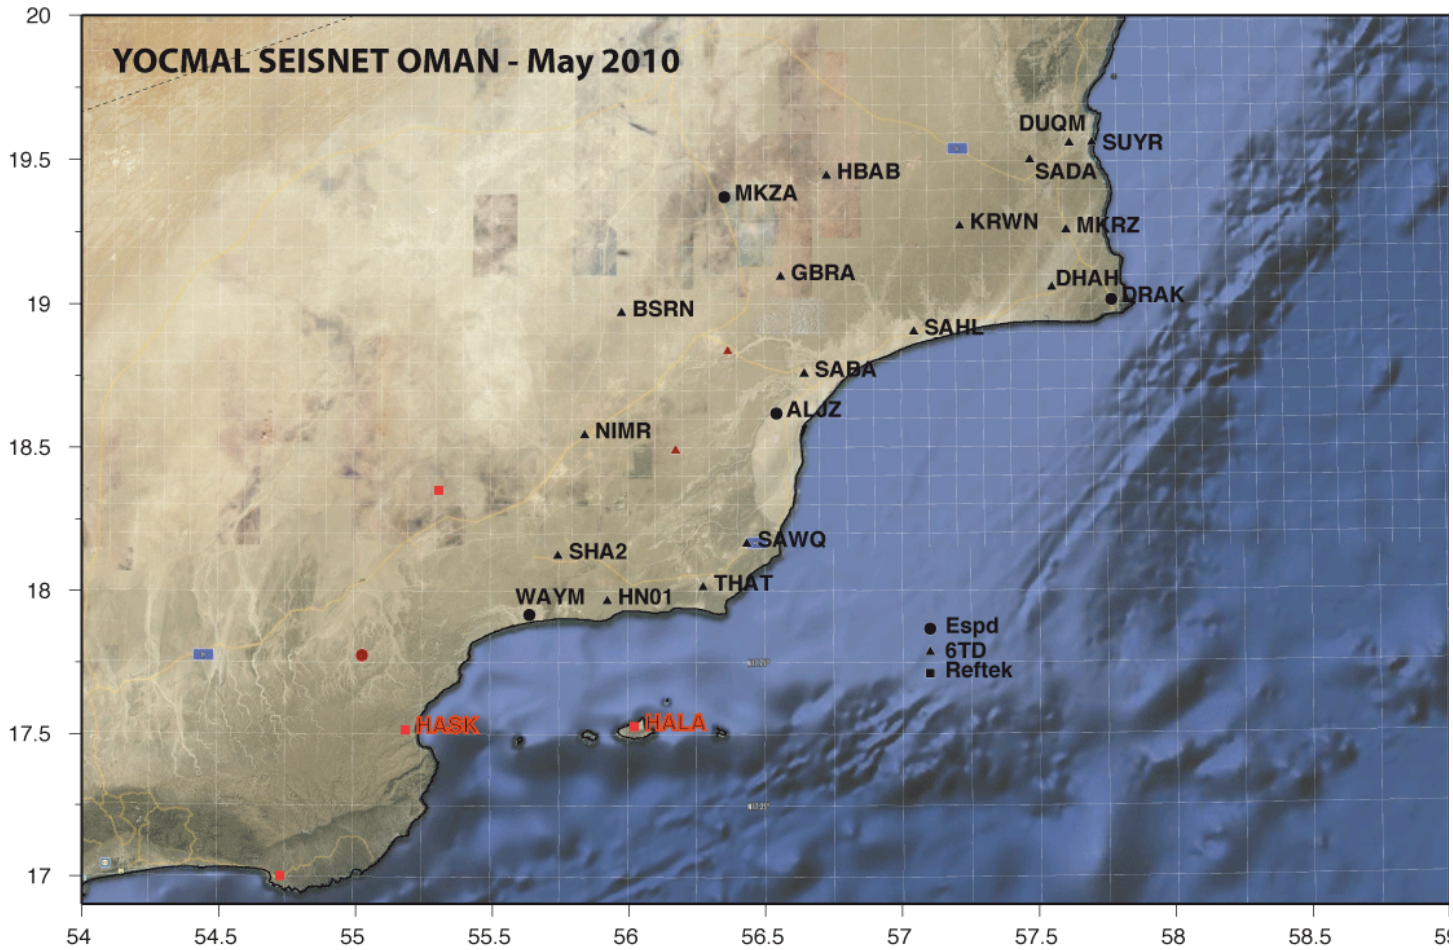 YOCMAL SEISNET OMAN - May 2010
20
19.5
19
18.5
18
17.5
17
DUQM
SUYR
SADA
HBAB
MKZA
KRWN
MKRZ
GBRA
DHAH
DRAK
BSRN
SAHL
SABA
ALJZ
NIMR
SAWQ
SHA2
THAT
WAYM
HN01
Espd
6TD
Reftek
HASK
HALA
54
54.5
55
55.5
56
56.5
57
57.5
58
58.5